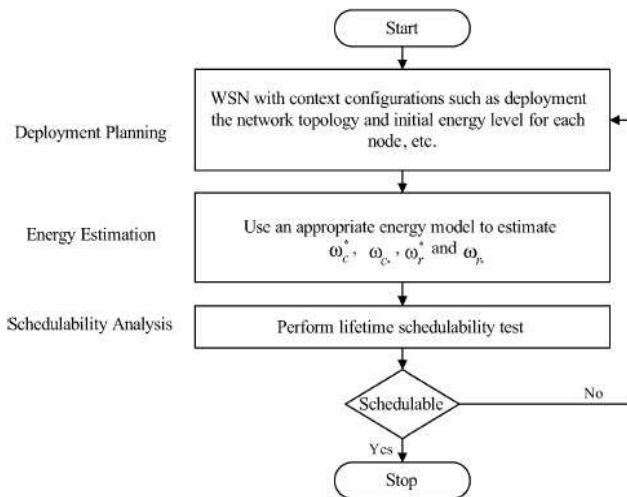 Start
WSN with context configurations such as deployment
the network topology and initial energy level for each
node, etc.
Deployment Planning
Use an appropriate energy model to estimate
ω*c, ωc*, ω*r and ωr*
Energy Estimation
Schedulability Analysis
Perform lifetime schedulability test
Schedulable
No
Yes
Stop